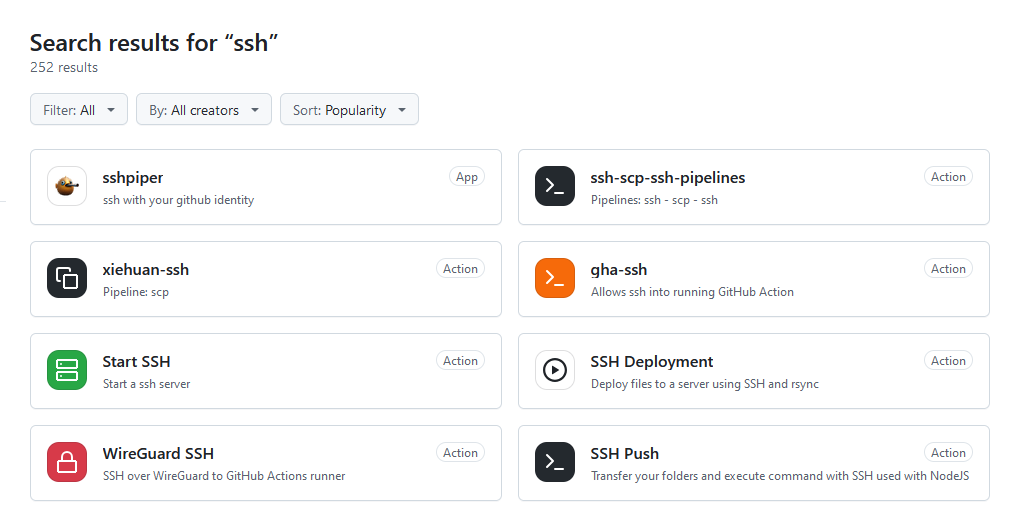 Search results for “ssh”
252 results
Filter: All
By: All creators
Sort: Popularity
sshpiper
App
ssh with your github identity
ssh-scp-ssh-pipelines
Action
Pipelines: ssh - scp - ssh
xiehuan-ssh
Action
Pipeline: scp
gha-ssh
Action
Allows ssh into running GitHub Action
Start SSH
Action
Start a ssh server
SSH Deployment
Action
Deploy files to a server using SSH and rsync
WireGuard SSH
Action
SSH over WireGuard to GitHub Actions runner
SSH Push
Action
Transfer your folders and execute command with SSH used with NodeJS